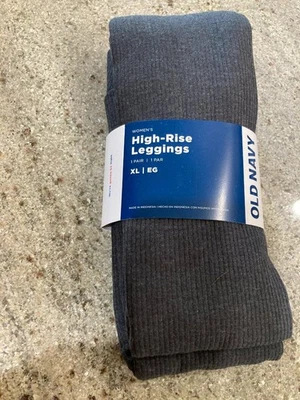 WOMEN'S
High-Rise
Leggings
1 PAIR | 1 PAR
XL | EG
OLD NAVY